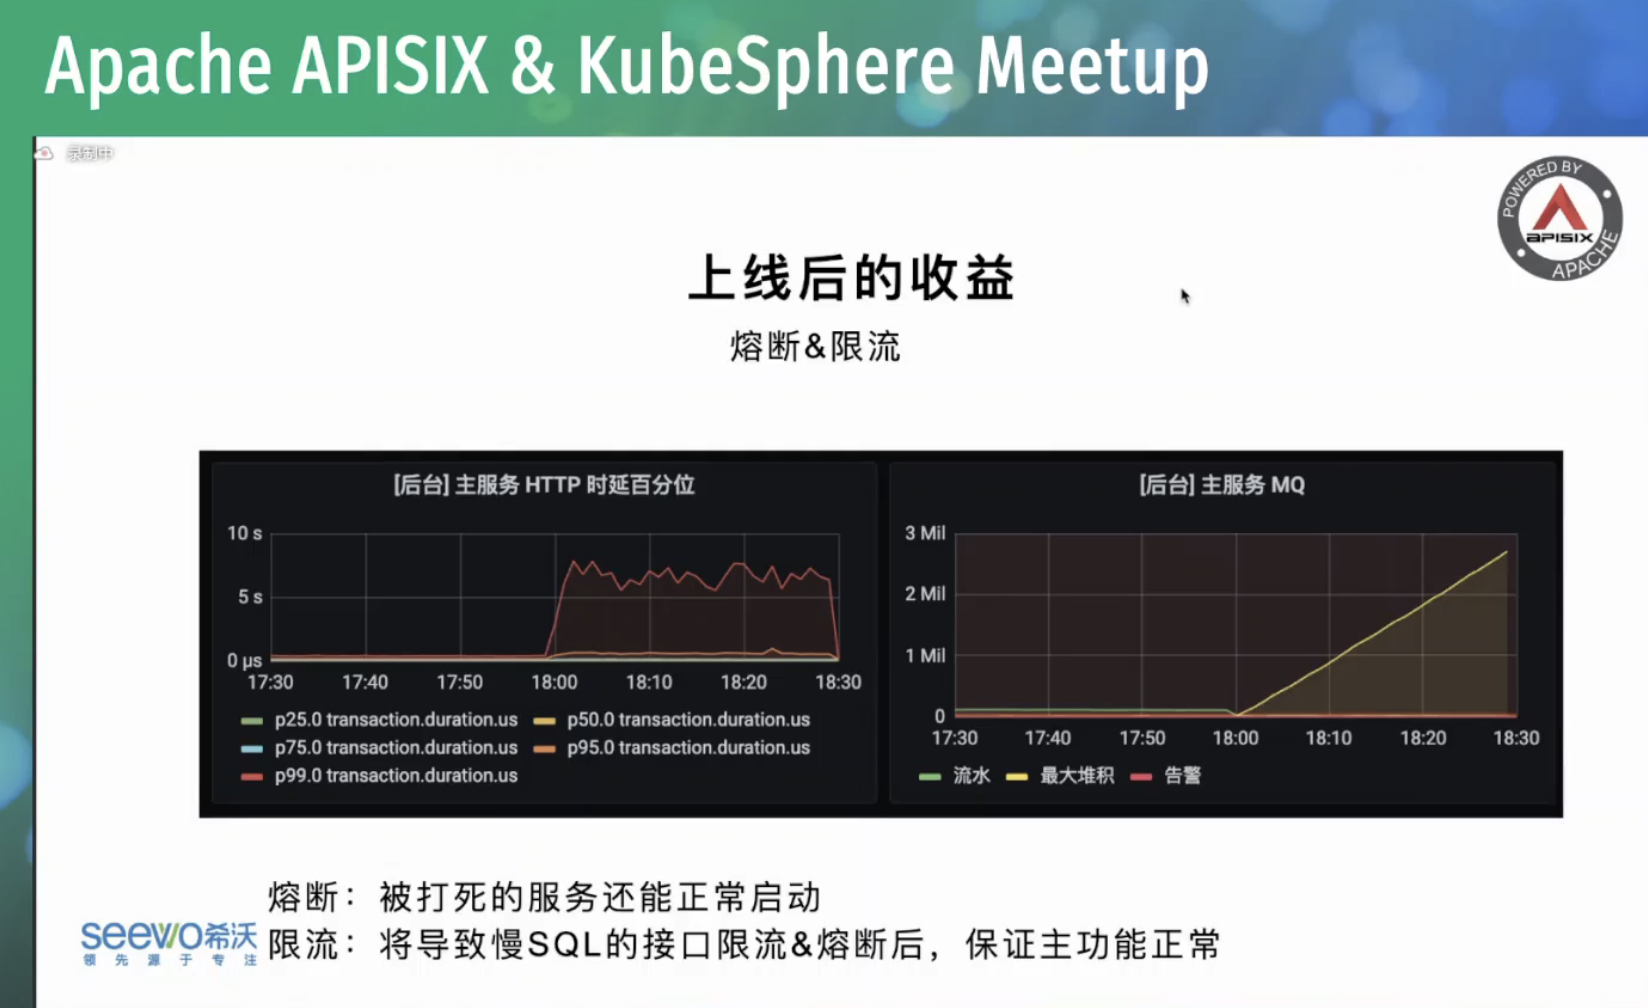 Apache APISIX & KubeSphere Meetup
录制中
POWERED BY
APISIX
APACHE
上线后的收益
熔断&限流
[后台] 主服务 HTTP 时延百分位
10 s
5 s
0 µs
17:30 17:40 17:50 18:00 18:10 18:20 18:30
p25.0 transaction.duration.us p50.0 transaction.duration.us
p75.0 transaction.duration.us p95.0 transaction.duration.us
p99.0 transaction.duration.us
[后台] 主服务 MQ
3 Mil
2 Mil
1 Mil
0
17:30 17:40 17:50 18:00 18:10 18:20 18:30
流水 最大堆积 告警
熔断：被打死的服务还能正常启动
限流：将导致慢SQL的接口限流&熔断后，保证主功能正常
seewo希沃
领先源于专注